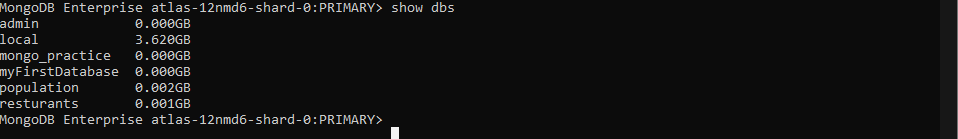 MongoDB Enterprise atlas-12nmd6-shard-0:PRIMARY> show dbs
admin           0.000GB
local           3.620GB
mongo_practice  0.000GB
myFirstDatabase 0.000GB
population      0.002GB
resturants      0.001GB
MongoDB Enterprise atlas-12nmd6-shard-0:PRIMARY>